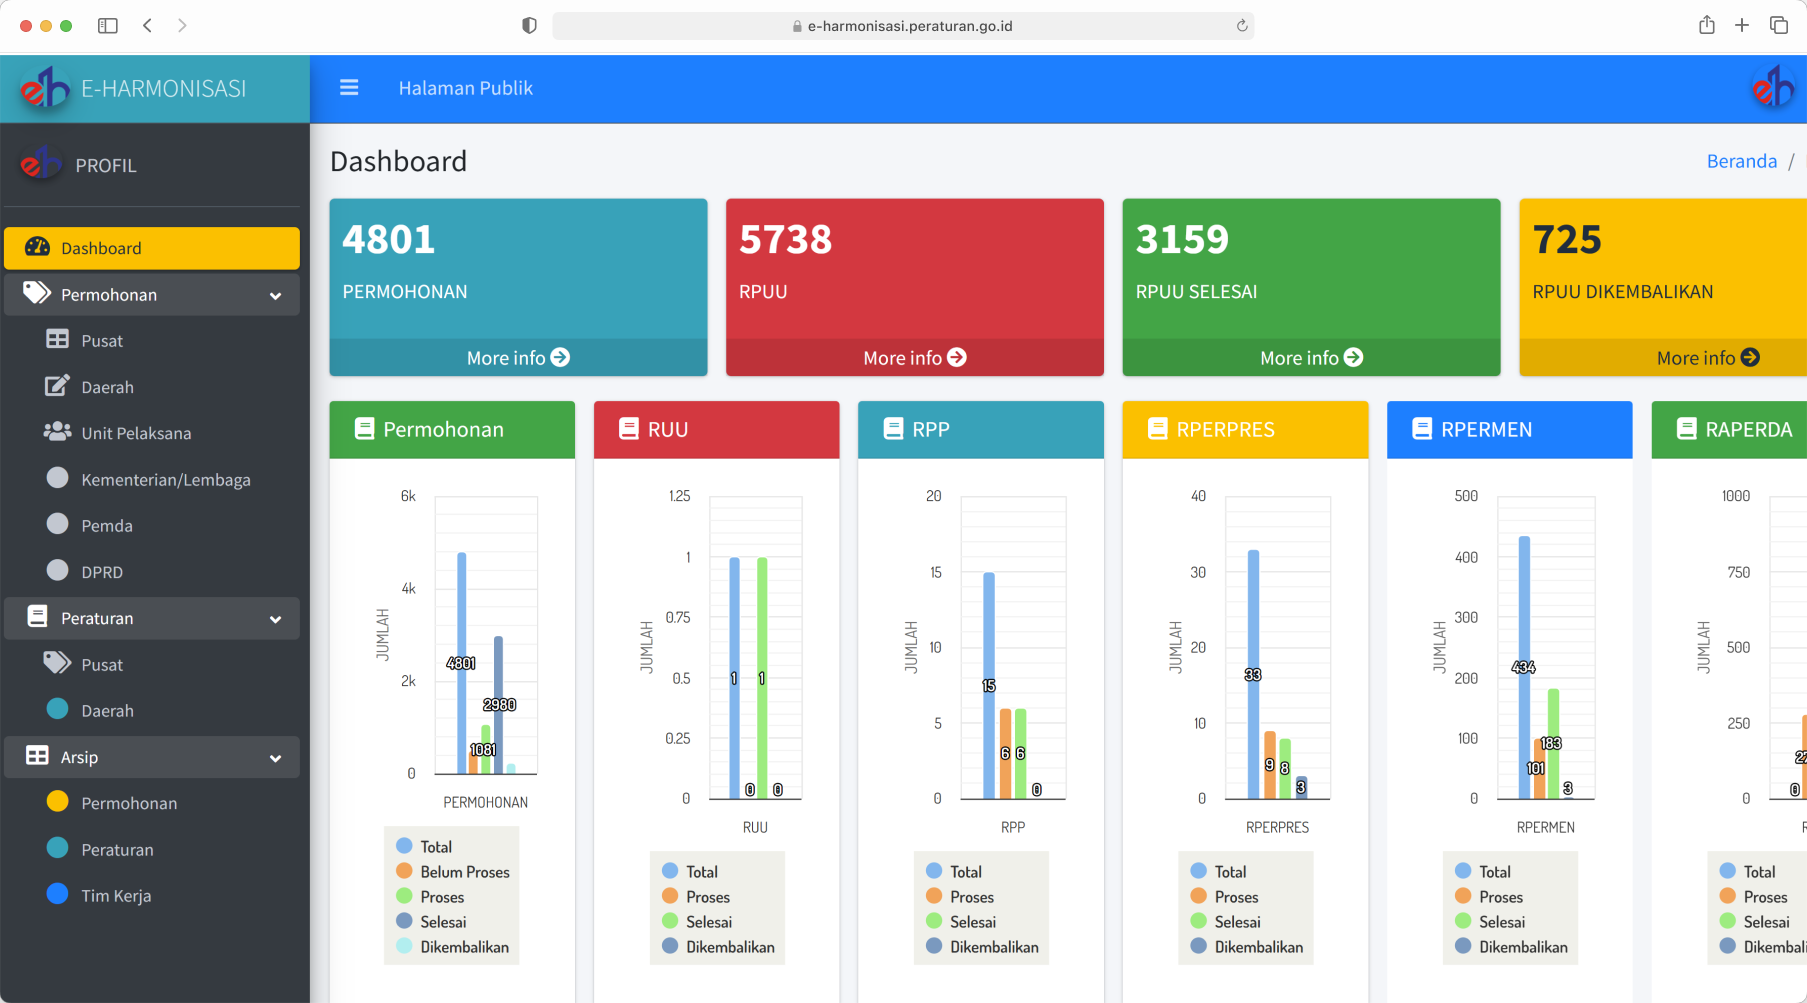 e-harmonisasi.peraturan.go.id
eh E-HARMONISASI
Halaman Publik
eh
eh PROFIL
Dashboard
Permohonan
Pusat
Daerah
Unit Pelaksana
Kementerian/Lembaga
Pemda
DPRD
Peraturan
Pusat
Daerah
Arsip
Permohonan
Peraturan
Tim Kerja
Dashboard
Beranda /
4801
PERMOHONAN
More info
5738
RPUU
More info
3159
RPUU SELESAI
More info
725
RPUU DIKEMBALIKAN
More info
Permohonan
6k
4k
2k
0
JUMLAH
4801
1081
2980
PERMOHONAN
Total
Belum Proses
Proses
Selesai
Dikembalikan
RUU
1.25
1
0.75
0.5
0.25
0
JUMLAH
1
0
1
0
RUU
Total
Proses
Selesai
Dikembalikan
RPP
20
15
10
5
0
JUMLAH
15
6
6
0
RPP
Total
Proses
Selesai
Dikembalikan
RPERPRES
40
30
20
10
0
JUMLAH
33
9
8
3
RPERPRES
Total
Proses
Selesai
Dikembalikan
RPERMEN
500
400
300
200
100
0
JUMLAH
434
101
183
3
RPERMEN
Total
Proses
Selesai
Dikembalikan
RAPERDA
1000
750
500
250
0
JUMLAH
0
Total
Proses
Selesai